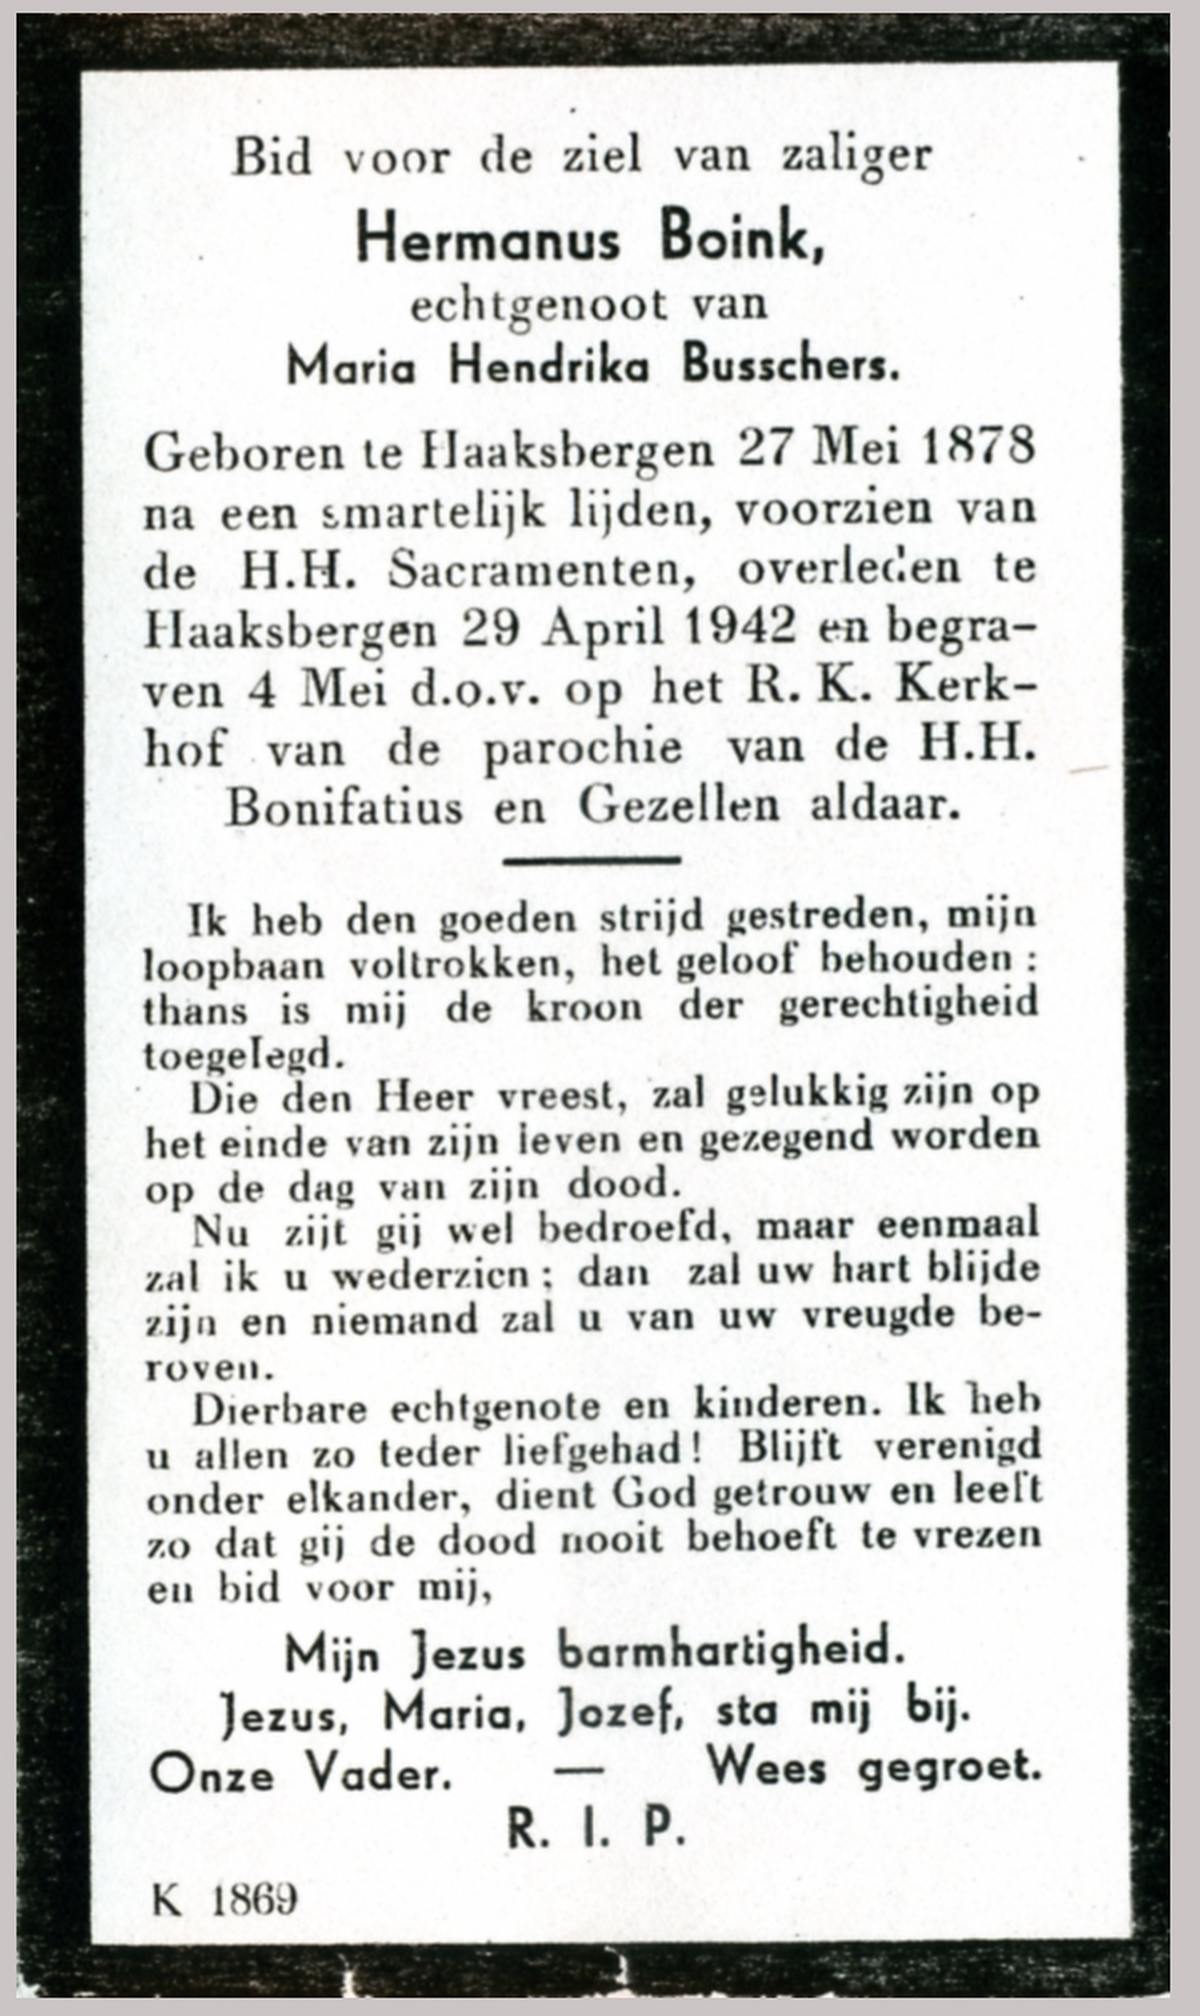 Bid voor de ziel van zaliger
Hermanus Boink,
echtgenoot van
Maria Hendrika Busschers.
Geboren te Haaksbergen 27 Mei 1878
na een smartelijk lijden, voorzien van
de H.H. Sacramenten, overleden te
Haaksbergen 29 April 1942 en begra-
ven 4 Mei d.o.v. op het R. K. Kerk-
hof van de parochie van de H.H.
Bonifatius en Gezellen aldaar.
Ik heb den goeden strijd gestreden, mijn
loopbaan voltrokken, het geloof behouden :
thans is mij de kroon der gerechtigheid
toegelegd.
Die den Heer vreest, zal gelukkig zijn op
het einde van zijn leven en gezegend worden
op de dag van zijn dood.
Nu zijt gij wel bedroefd, maar eenmaal
zal ik u wederzien ; dan zal uw hart blijde
zijn en niemand zal u van uw vreugde be-
roven.
Dierbare echtgenote en kinderen. Ik heb
u allen zo teder liefgehad ! Blijft verenigd
onder elkander, dient God getrouw en leeft
zo dat gij de dood nooit behoeft te vrezen
en bid voor mij,
Mijn Jezus barmhartigheid.
Jezus, Maria, Jozef, sta mij bij.
Onze Vader. — Wees gegroet.
R. I. P.
K 1869